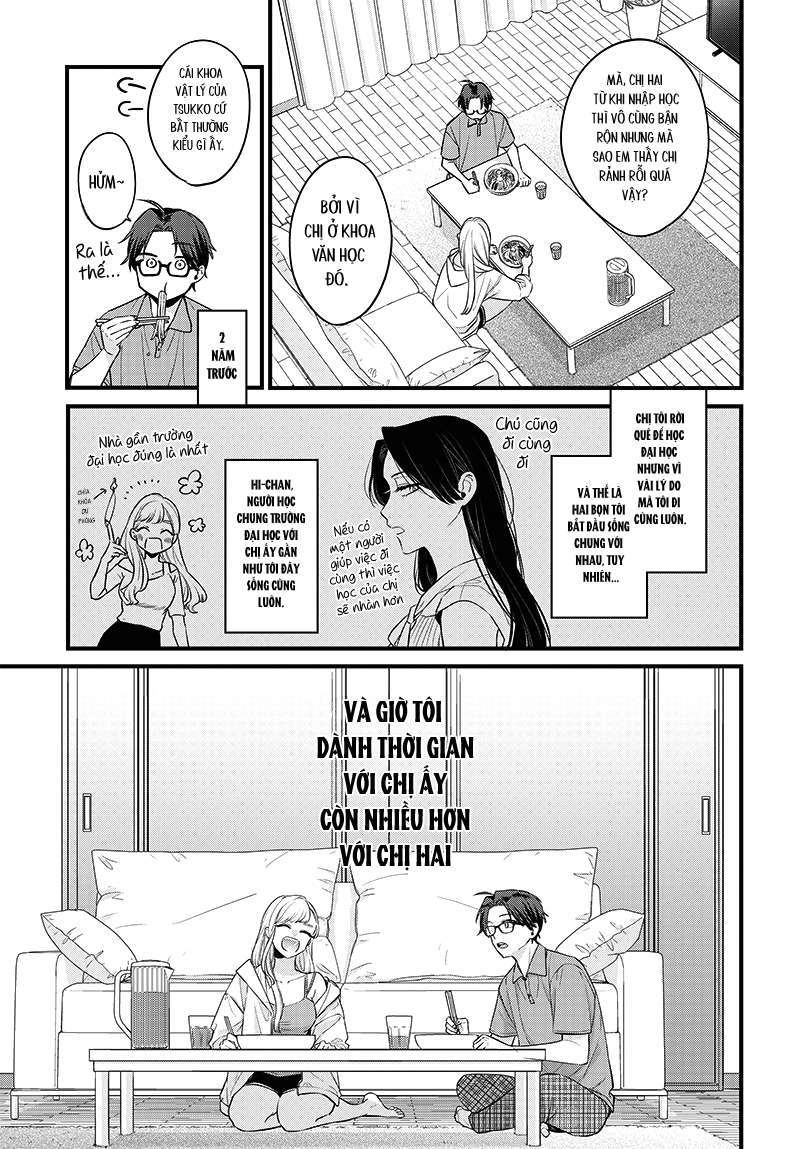 MÀ, CHỊ HAI
TỪ KHI NHẬP HỌC
THÌ VÔ CÙNG BẬN
RỘN NHƯNG MÀ
SAO EM THẤY CHỊ
RẢNH RỖI QUÁ
VẬY?
BỞI VÌ
CHỊ Ở KHOA
VĂN HỌC
ĐÓ.
CÁI KHOA
VẬT LÝ CỦA
TSUKKO CỨ
BẤT THƯỜNG
KIỂU GÌ ẤY.
HỬM~
Ra là
thế...
2
NĂM
TRƯỚC
CHỊ TÔI RỜI
QUÊ ĐỂ HỌC
ĐẠI HỌC
NHƯNG VÌ
VÀI LÝ DO
MÀ TÔI ĐI
CÙNG LUÔN.
VÀ THẾ LÀ
HAI BỌN TÔI
BẮT ĐẦU SỐNG
CHUNG VỚI
NHAU, TUY
NHIÊN...
Chú cũng
đi cùng
đi
Nếu có
một người
giúp việc đi
cùng thì việc
học của chị
sẽ nhàn hơn
HI-CHAN,
NGƯỜI HỌC
CHUNG TRƯỜNG
ĐẠI HỌC VỚI
CHỊ ẤY GẦN
NHƯ TỚI ĐÂY
SỐNG CÙNG
LUÔN.
Nhà gần trường
đại học đúng là nhất
CHÌA
KHÓA
DỰ
PHÒNG
VÀ GIỜ TÔI
DÀNH THỜI GIAN
VỚI CHỊ ẤY
CÒN NHIỀU HƠN
VỚI CHỊ HAI